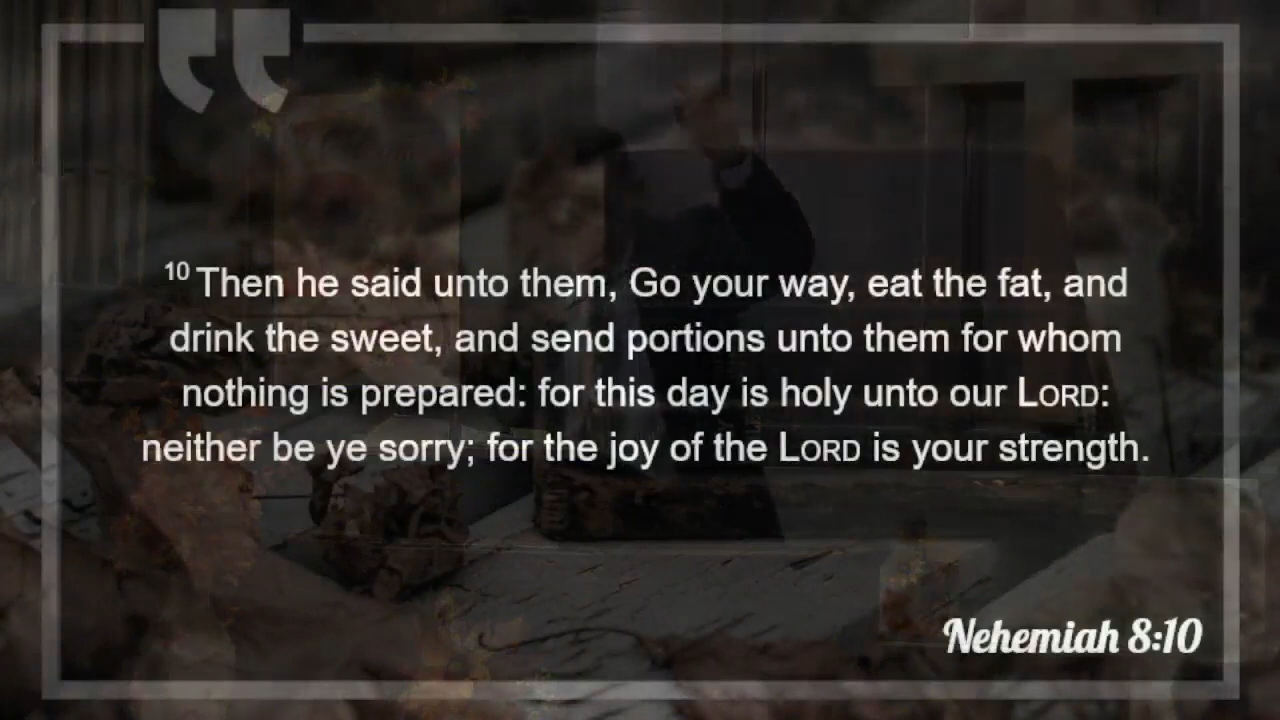 10 Then he said unto them, Go your way, eat the fat, and
drink the sweet, and send portions unto them for whom
nothing is prepared: for this day is holy unto our LORD:
neither be ye sorry; for the joy of the LORD is your strength.
Nehemiah 8:10